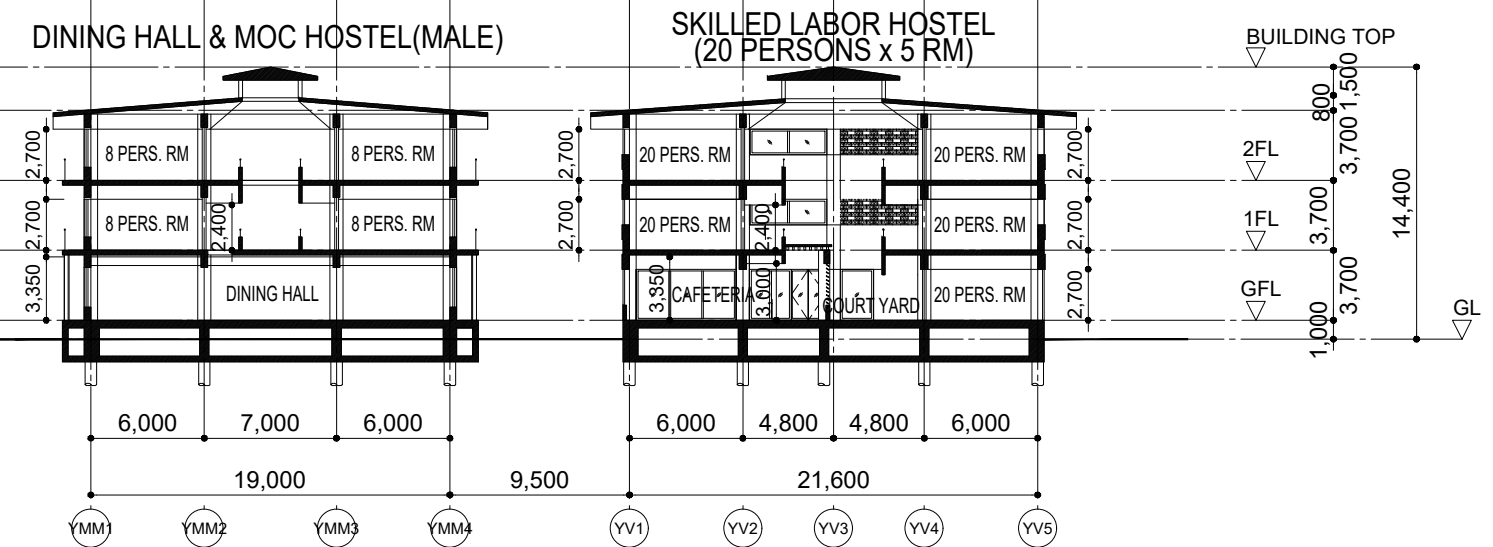 DINING HALL & MOC HOSTEL(MALE)
SKILLED LABOR HOSTEL
(20 PERSONS x 5 RM)
BUILDING TOP
1,500
800
2,700
8 PERS. RM
8 PERS. RM
2,700
20 PERS. RM
20 PERS. RM
2,700
2FL
3,700
14,400
2,700
8 PERS. RM
2,400
8 PERS. RM
2,700
20 PERS. RM
2,400
20 PERS. RM
2,700
1FL
3,700
3,350
DINING HALL
3,350
CAFETERIA
3,000
COURT YARD
20 PERS. RM
2,700
GFL
3,700
GL
1,000
6,000
7,000
6,000
6,000
4,800
4,800
6,000
19,000
9,500
21,600
YMM1
YMM2
YMM3
YMM4
YV1
YV2
YV3
YV4
YV5